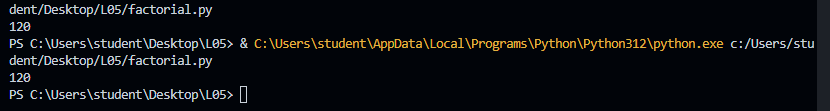 dent/Desktop/L05/factorial.py
120
PS C:\Users\student\Desktop\L05> & C:\Users\student\AppData\Local\Programs\Python\Python312\python.exe c:/Users/stu
dent/Desktop/L05/factorial.py
120
PS C:\Users\student\Desktop\L05>